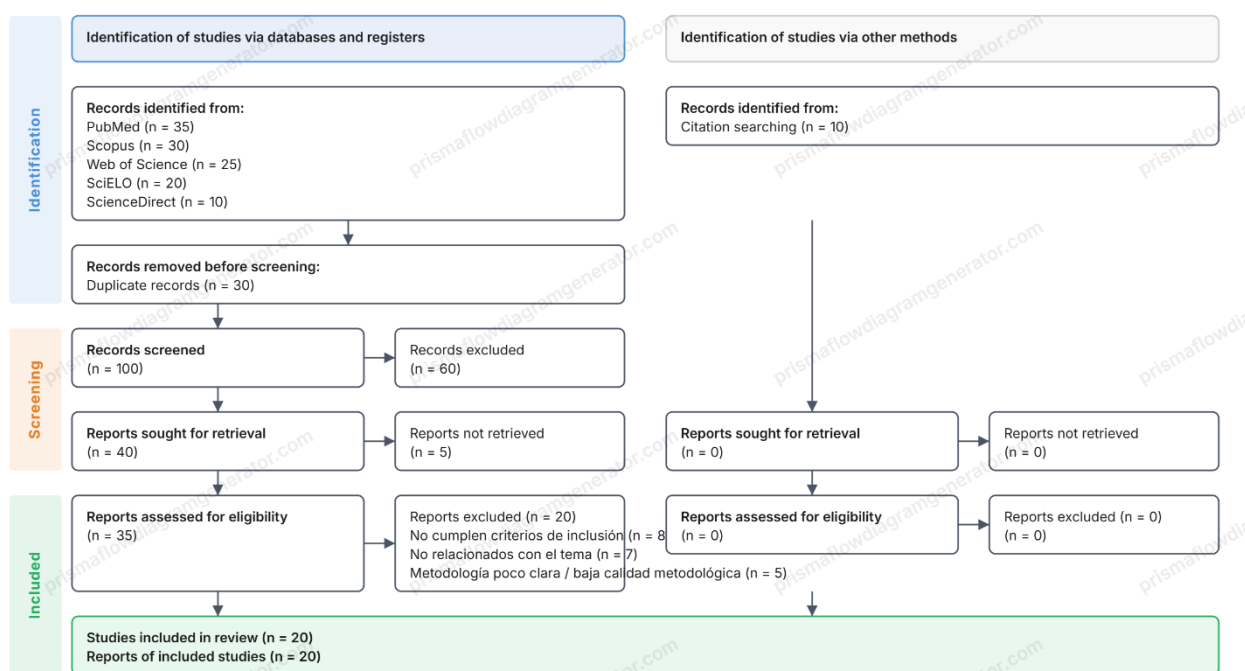 Identification of studies via databases and registers
Identification of studies via other methods
Identification
Records identified from:
PubMed (n = 35)
Scopus (n = 30)
Web of Science (n = 25)
SciELO (n = 20)
ScienceDirect (n = 10)
Records identified from:
Citation searching (n = 10)
Records removed before screening:
Duplicate records (n = 30)
Screening
Records screened
(n = 100)
Records excluded
(n = 60)
Reports sought for retrieval
(n = 40)
Reports not retrieved
(n = 5)
Reports sought for retrieval
(n = 0)
Reports not retrieved
(n = 0)
Included
Reports assessed for eligibility
(n = 35)
Reports excluded (n = 20)
No cumplen criterios de inclusión (n = 8
No relacionados con el tema (n = 7)
Metodología poco clara / baja calidad metodológica (n = 5)
Reports assessed for eligibility
(n = 0)
Reports excluded (n = 0)
(n = 0)
Studies included in review (n = 20)
Reports of included studies (n = 20)
prismaflowdiagramgenerator.com